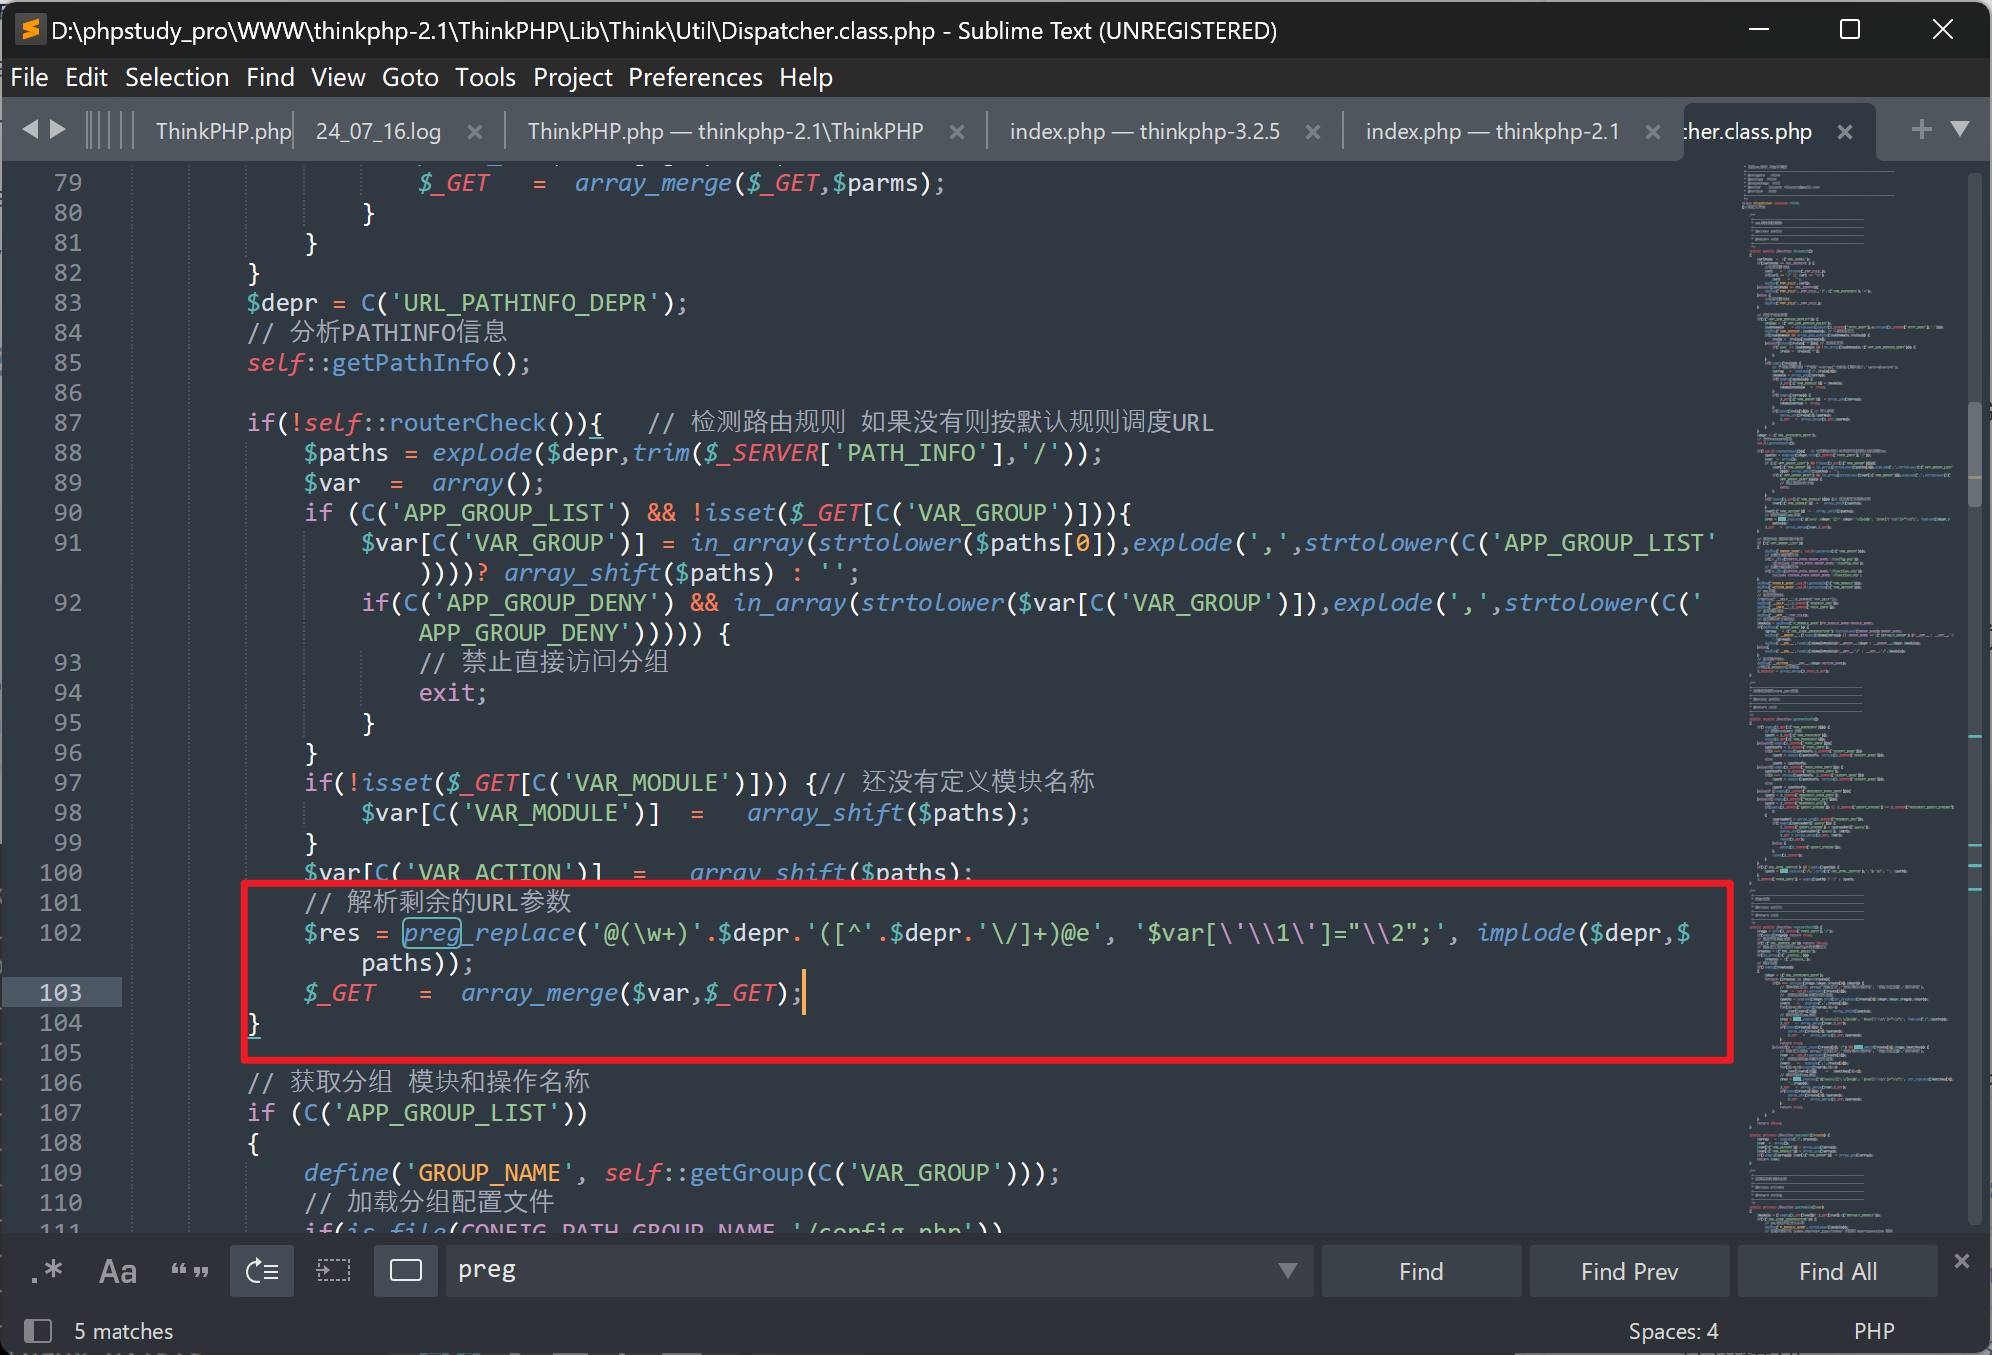 D:\phpstudy_pro\WWW\thinkphp-2.1\ThinkPHP\Lib\Think\Util\Dispatcher.class.php - Sublime Text (UNREGISTERED)
File Edit Selection Find View Goto Tools Project Preferences Help
ThinkPHP.php 24_07_16.log ThinkPHP.php — thinkphp-2.1\ThinkPHP index.php — thinkphp-3.2.5 index.php — thinkphp-2.1 cher.class.php
79 $_GET = array_merge($_GET,$parms);
80 }
81 }
82 }
83 $depr = C('URL_PATHINFO_DEPR');
84 // 分析PATHINFO信息
85 self::getPathInfo();
86
87 if(!self::routerCheck()){ // 检测路由规则 如果没有则按默认规则调度URL
88 $paths = explode($depr,trim($_SERVER['PATH_INFO'],'/'));
89 $var = array();
90 if (C('APP_GROUP_LIST') && !isset($_GET[C('VAR_GROUP')])){
91 $var[C('VAR_GROUP')] = in_array(strtolower($paths[0]),explode(',',strtolower(C('APP_GROUP_LIST'
))))? array_shift($paths) : '';
92 if(C('APP_GROUP_DENY') && in_array(strtolower($var[C('VAR_GROUP')]),explode(',',strtolower(C('
APP_GROUP_DENY'))))) {
93 // 禁止直接访问分组
94 exit;
95 }
96 }
97 if(!isset($_GET[C('VAR_MODULE')])) {// 还没有定义模块名称
98 $var[C('VAR_MODULE')] = array_shift($paths);
99 }
100 $var[C('VAR_ACTION')] = array_shift($paths);
101 // 解析剩余的URL参数
102 $res = preg_replace('@(\w+)'.$depr.'([^'.$depr.'\/]+)@e', '$var[\'\\1\']="\\2";', implode($depr,$
paths));
103 $_GET = array_merge($var,$_GET);
104 }
105
106 // 获取分组 模块和操作名称
107 if (C('APP_GROUP_LIST'))
108 {
109 define('GROUP_NAME', self::getGroup(C('VAR_GROUP')));
110 // 加载分组配置文件
111 if(is_file(CONFIG_PATH.GROUP_NAME.'/config.php'))
.* Aa “ ” preg Find Find Prev Find All
5 matches Spaces: 4 PHP